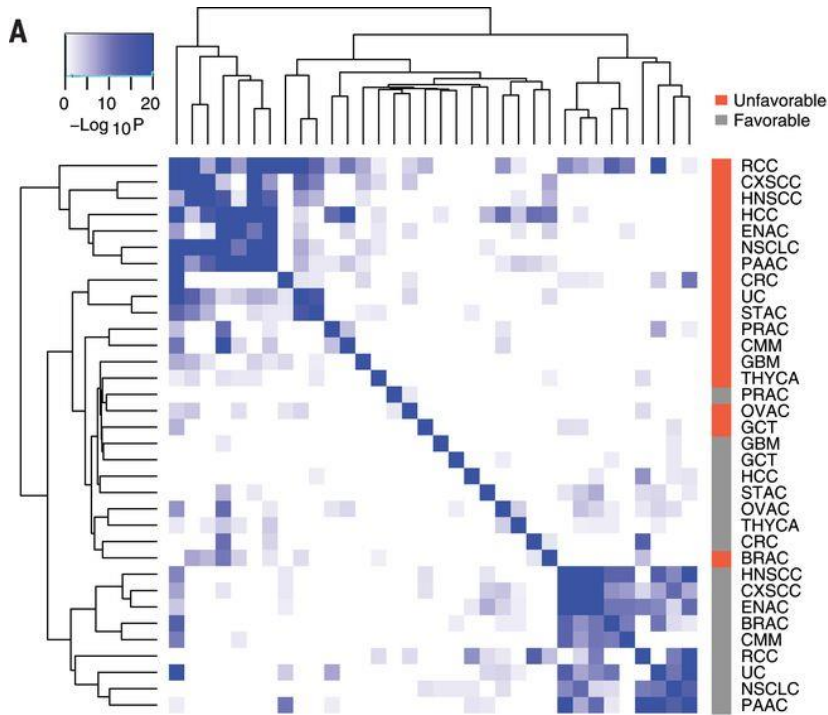 A
0 10 20
–Log 10 P
Unfavorable
Favorable
RCC
CXSCC
HNSCC
HCC
ENAC
NSCLC
PAAC
CRC
UC
STAC
PRAC
CMM
GBM
THYCA
PRAC
OVAC
GCT
GBM
GCT
HCC
STAC
OVAC
THYCA
CRC
BRAC
HNSCC
CXSCC
ENAC
BRAC
CMM
RCC
UC
NSCLC
PAAC